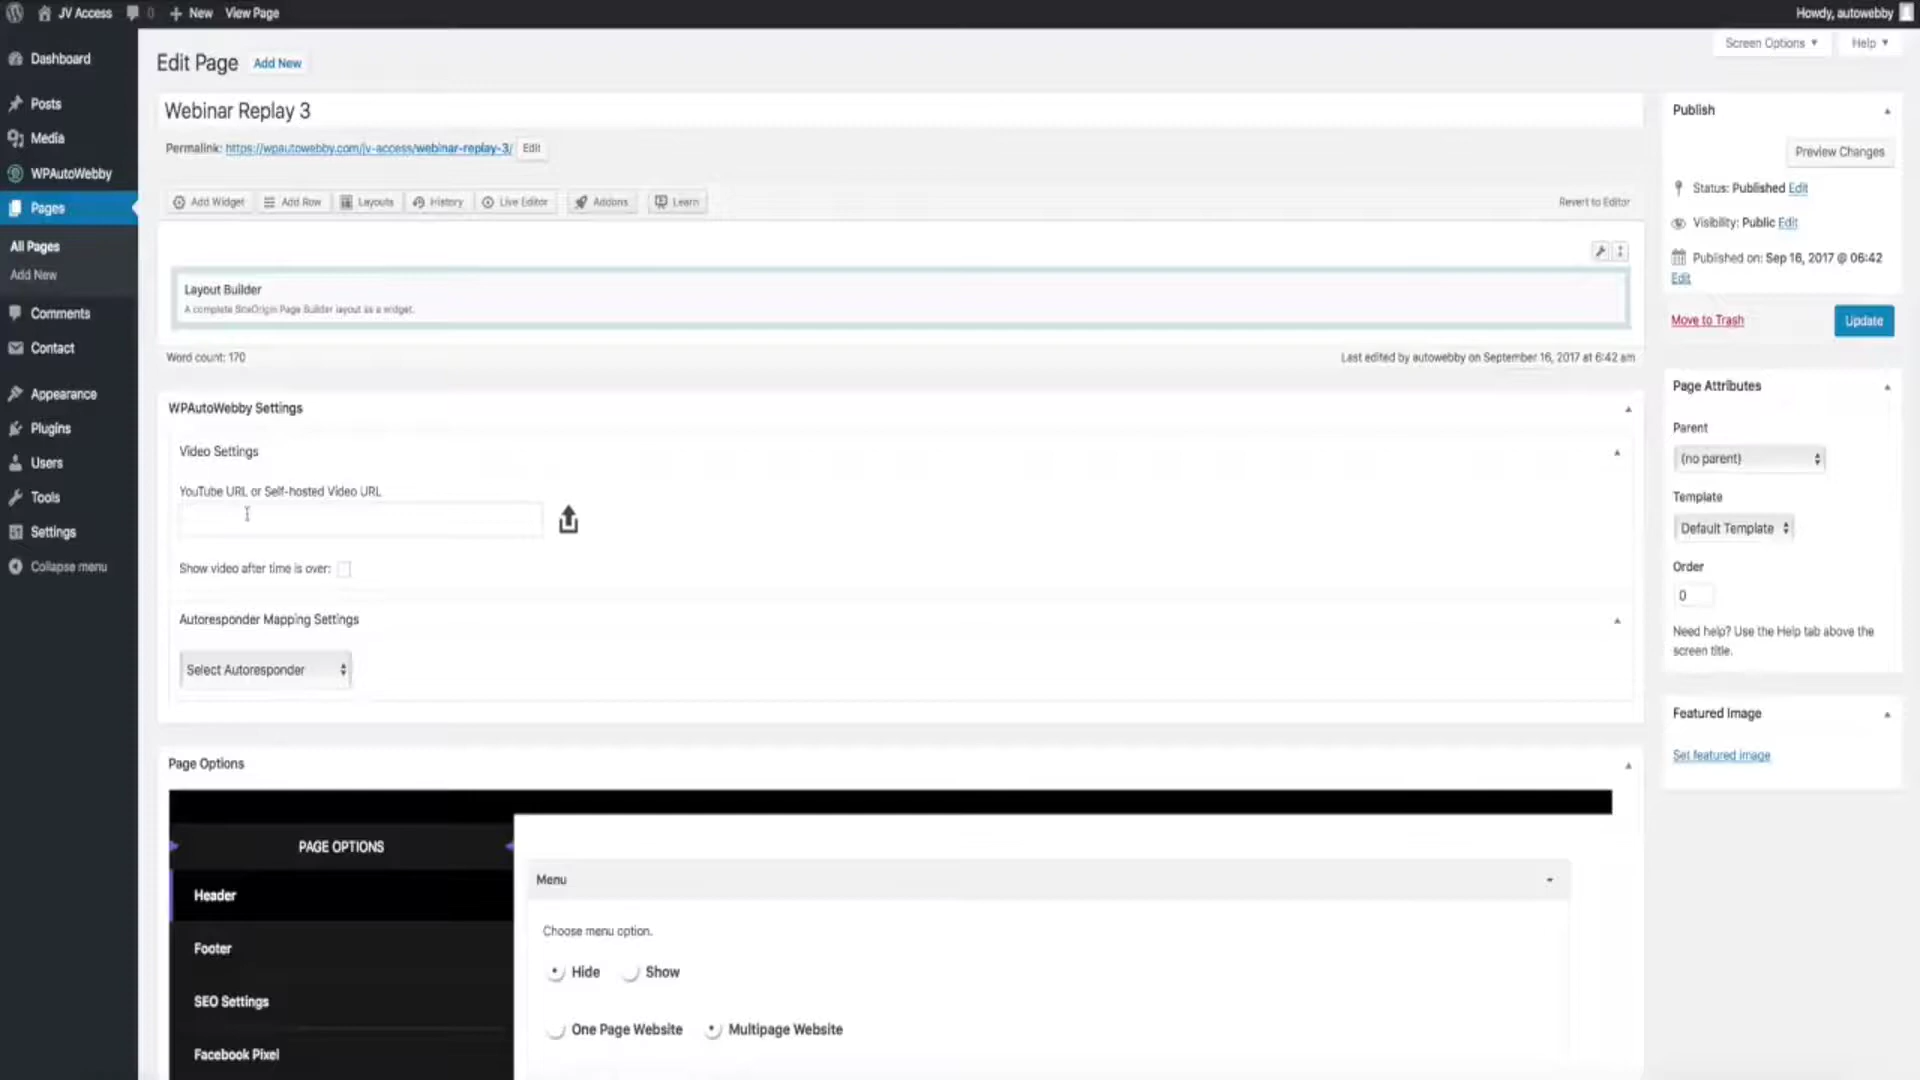 JV Access 0 New View Page Howdy, autowebby
Screen Options Help
Dashboard
Posts
Media
WPAutoWebby
Pages
All Pages
Add New
Comments
Contact
Appearance
Plugins
Users
Tools
Settings
Collapse menu
Edit Page Add New
Webinar Replay 3
Permalink: https://wpautowebby.com/jv-access/webinar-replay-3/ Edit
Add Widget Add Row Layouts History Live Editor Addons Learn Revert to Editor
Layout Builder
A complete SiteOrigin Page Builder layout as a widget.
Word count: 170 Last edited by autowebby on September 16, 2017 at 6:42 am
WPAutoWebby Settings
Video Settings
YouTube URL or Self-hosted Video URL
Show video after time is over:
Autoresponder Mapping Settings
Select Autoresponder
Page Options
PAGE OPTIONS
Header
Footer
SEO Settings
Facebook Pixel
Menu
Choose menu option.
Hide Show
One Page Website Multipage Website
Publish
Preview Changes
Status: Published Edit
Visibility: Public Edit
Published on: Sep 16, 2017 @ 06:42
Edit
Move to Trash Update
Page Attributes
Parent
(no parent)
Template
Default Template
Order
0
Need help? Use the Help tab above the
screen title.
Featured Image
Set featured image